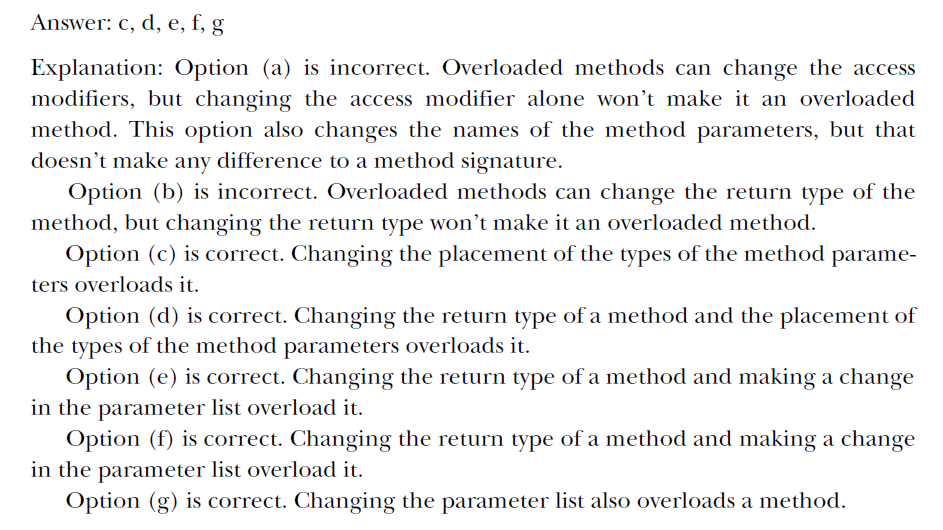 Answer: c, d, e, f, g
Explanation: Option (a) is incorrect. Overloaded methods can change the access
modifiers, but changing the access modifier alone won’t make it an overloaded
method. This option also changes the names of the method parameters, but that
doesn’t make any difference to a method signature.
Option (b) is incorrect. Overloaded methods can change the return type of the
method, but changing the return type won’t make it an overloaded method.
Option (c) is correct. Changing the placement of the types of the method parame-
ters overloads it.
Option (d) is correct. Changing the return type of a method and the placement of
the types of the method parameters overloads it.
Option (e) is correct. Changing the return type of a method and making a change
in the parameter list overload it.
Option (f) is correct. Changing the return type of a method and making a change
in the parameter list overload it.
Option (g) is correct. Changing the parameter list also overloads a method.